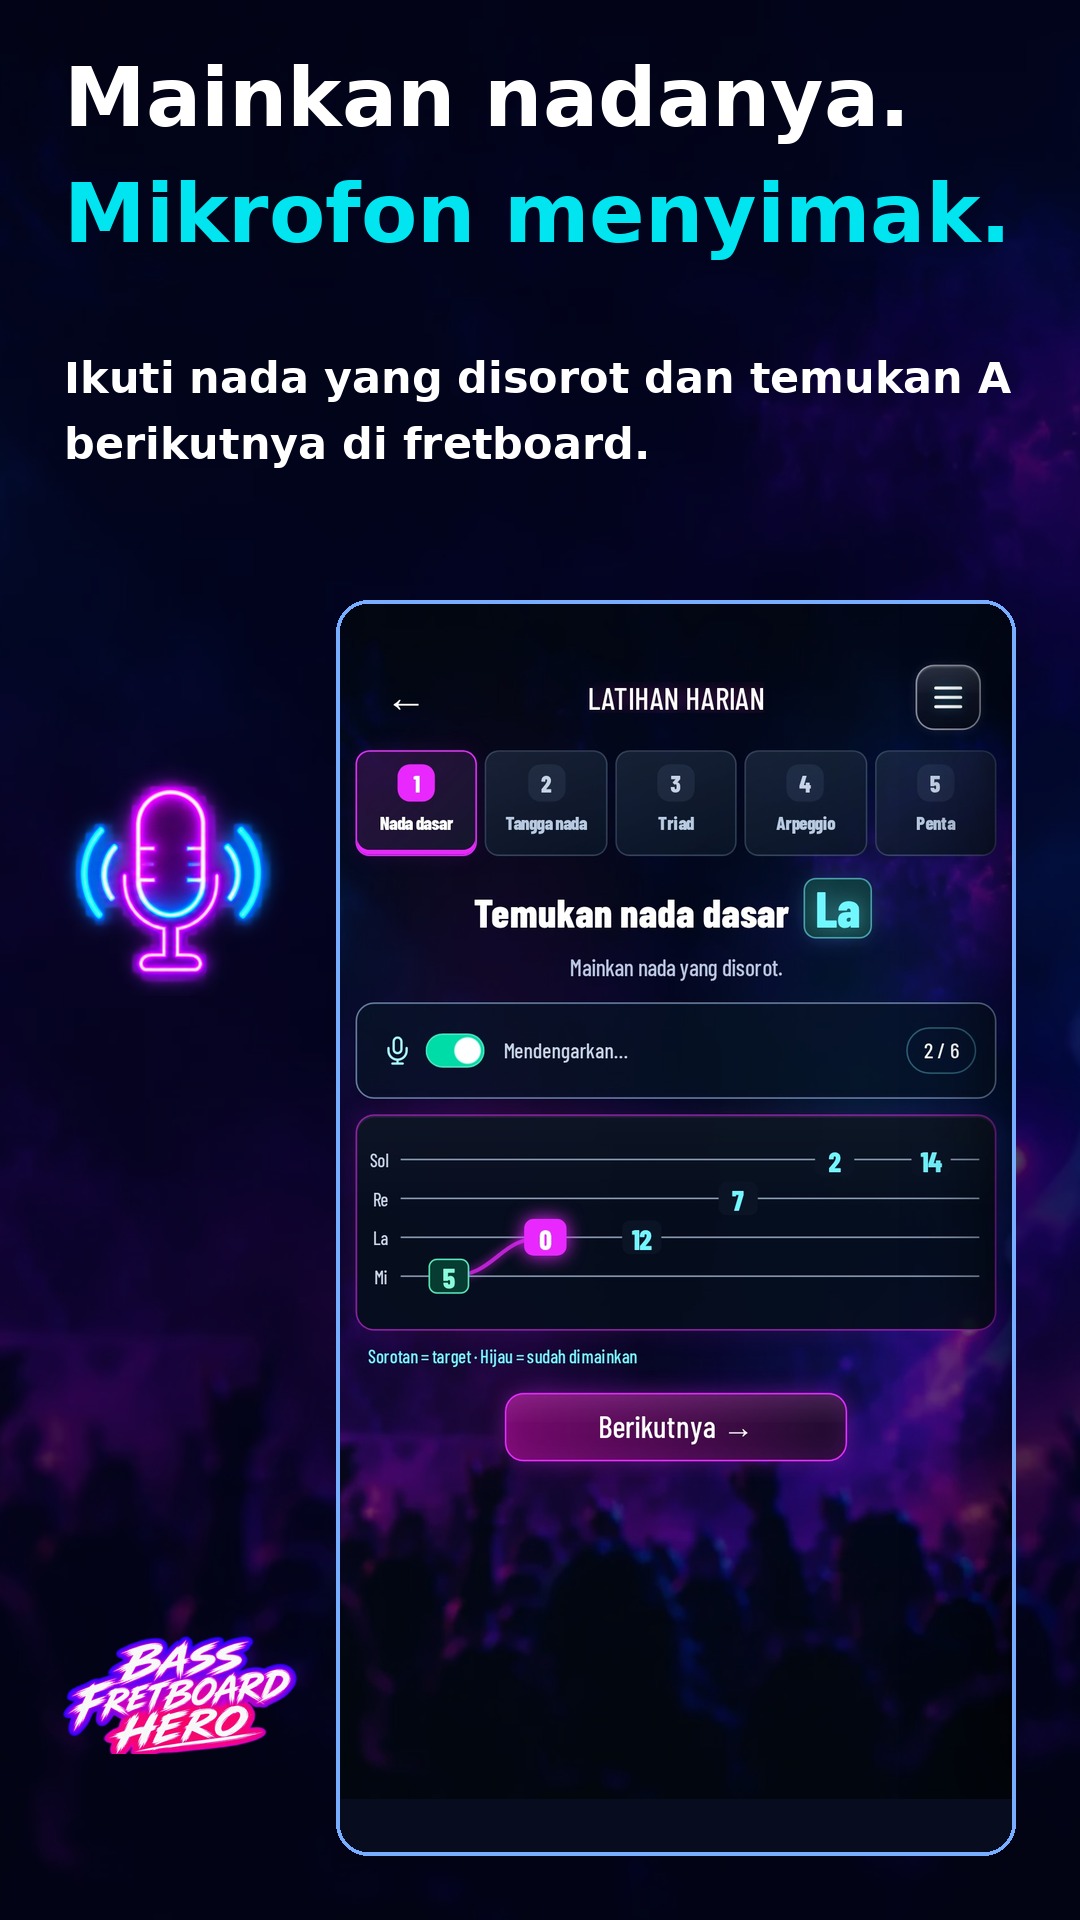 Mainkan nadanya.
Mikrofon menyimak.
Ikuti nada yang disorot dan temukan A
berikutnya di fretboard.
← LATIHAN HARIAN
1 2 3 4 5
Nada dasar Tangga nada Triad Arpeggio Penta
Temukan nada dasar La
Mainkan nada yang disorot.
Mendengarkan... 2 / 6
Sol 2 14
Re 7
La 0 12
Mi 5
Sorotan = target · Hijau = sudah dimainkan
Berikutnya →
BASS
FRETBOARD
HERO